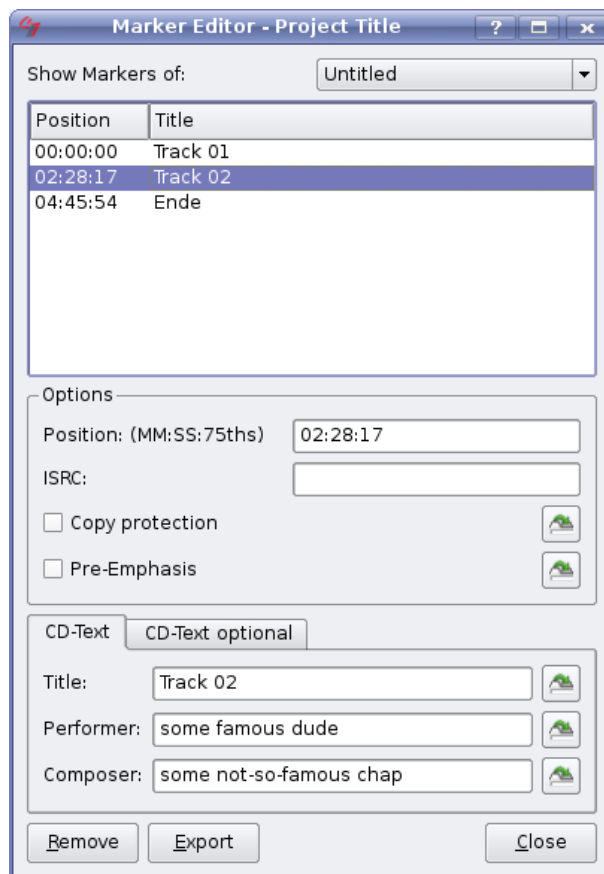 Marker Editor - Project Title
Show Markers of: Untitled
Position Title
00:00:00 Track 01
02:28:17 Track 02
04:45:54 Ende
Options
Position: (MM:SS:75ths) 02:28:17
ISRC:
Copy protection
Pre-Emphasis
CD-Text CD-Text optional
Title: Track 02
Performer: some famous dude
Composer: some not-so-famous chap
Remove Export Close